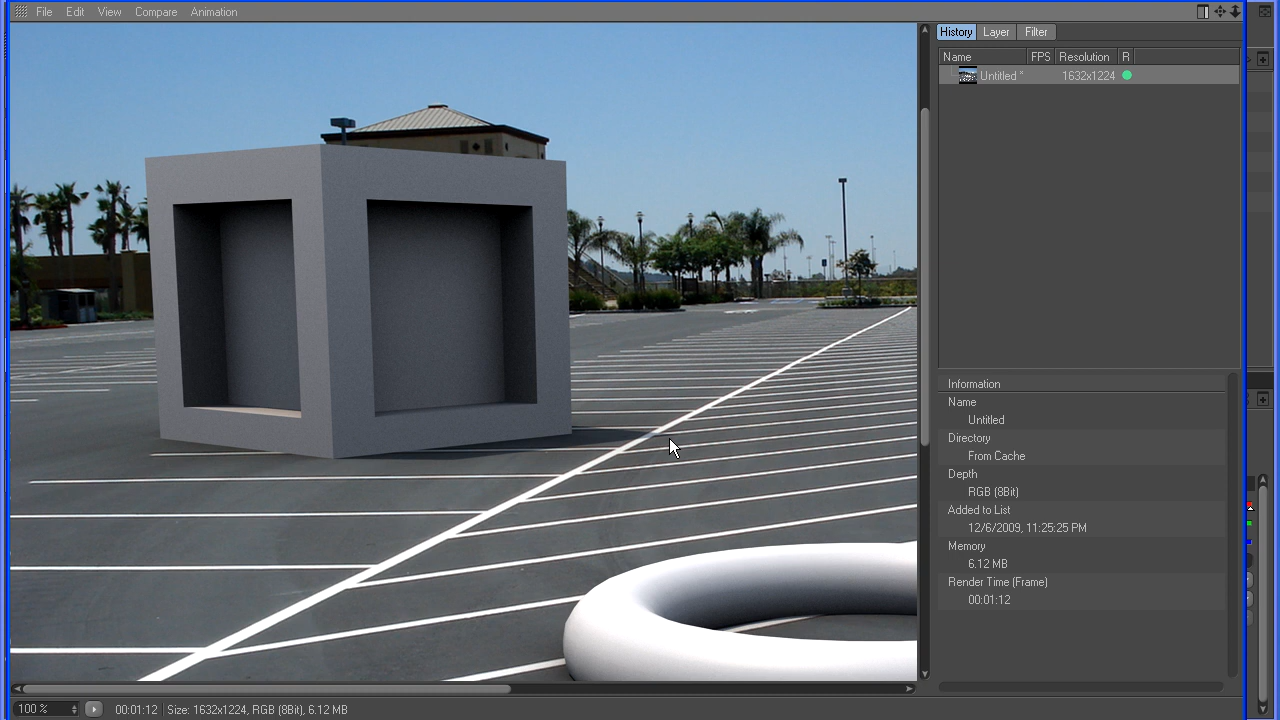 File Edit View Compare Animation
History Layer Filter
Name FPS Resolution R
Untitled * 1632x1224
Information
Name
Untitled
Directory
From Cache
Depth
RGB (8Bit)
Added to List
12/6/2009, 11:25:25 PM
Memory
6.12 MB
Render Time (Frame)
00:01:12
100 % 00:01:12 Size: 1632x1224, RGB (8Bit), 6.12 MB